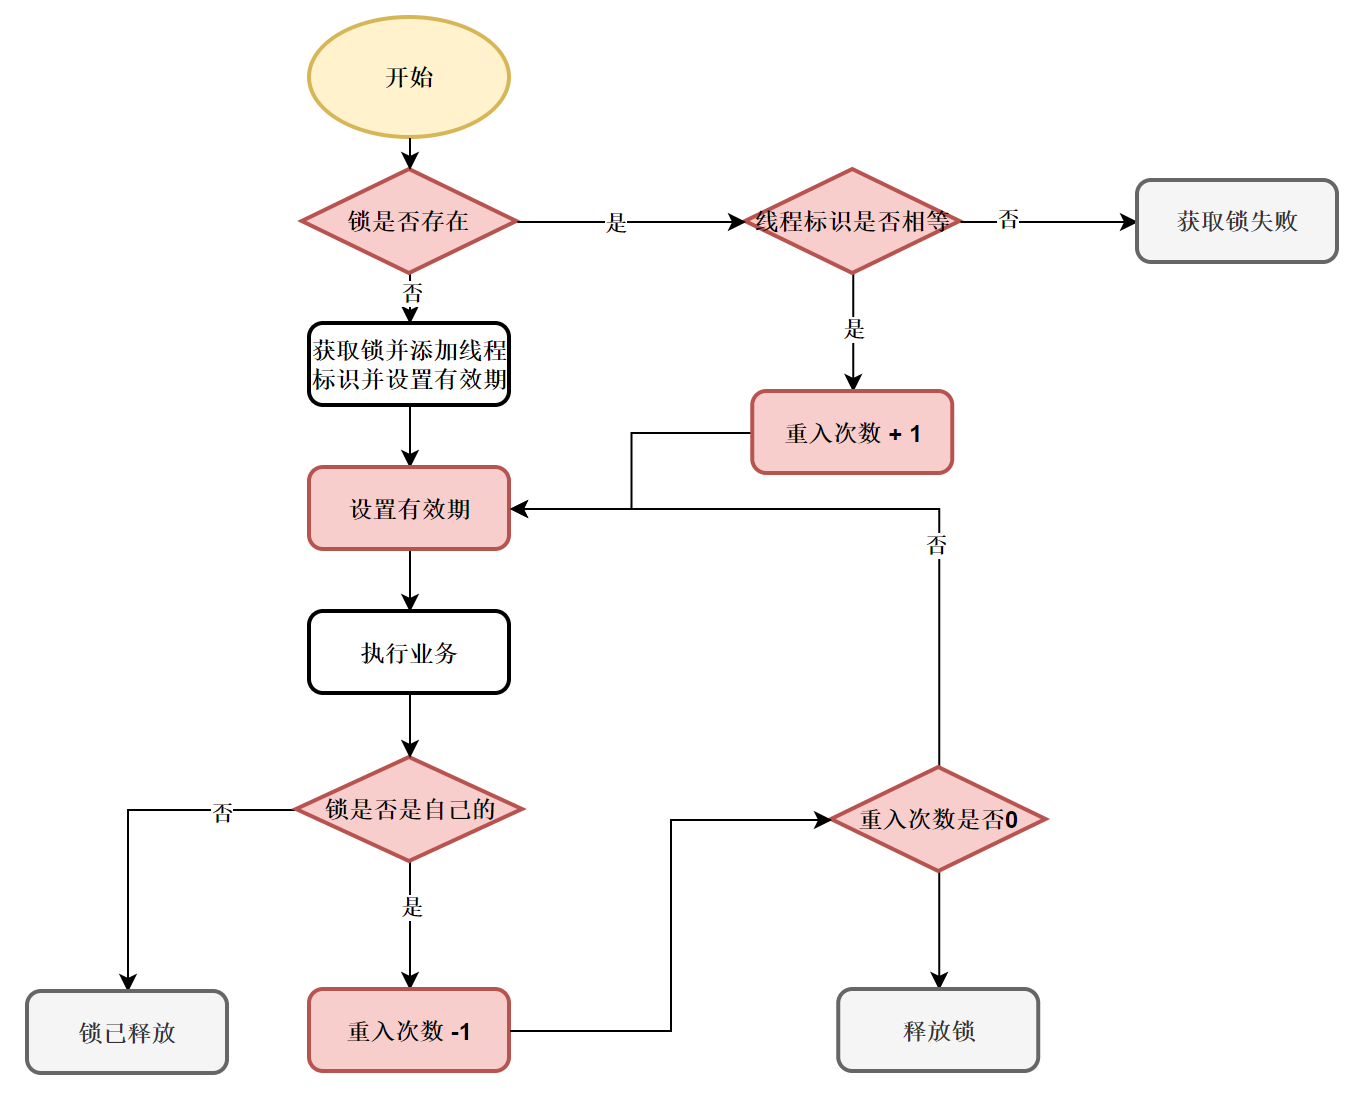 开始
锁是否存在
是
线程标识是否相等
否
获取锁失败
否
是
获取锁并添加线程
标识并设置有效期
重入次数 + 1
设置有效期
否
执行业务
锁是否是自己的
否
重入次数是否0
是
锁已释放
重入次数 -1
释放锁